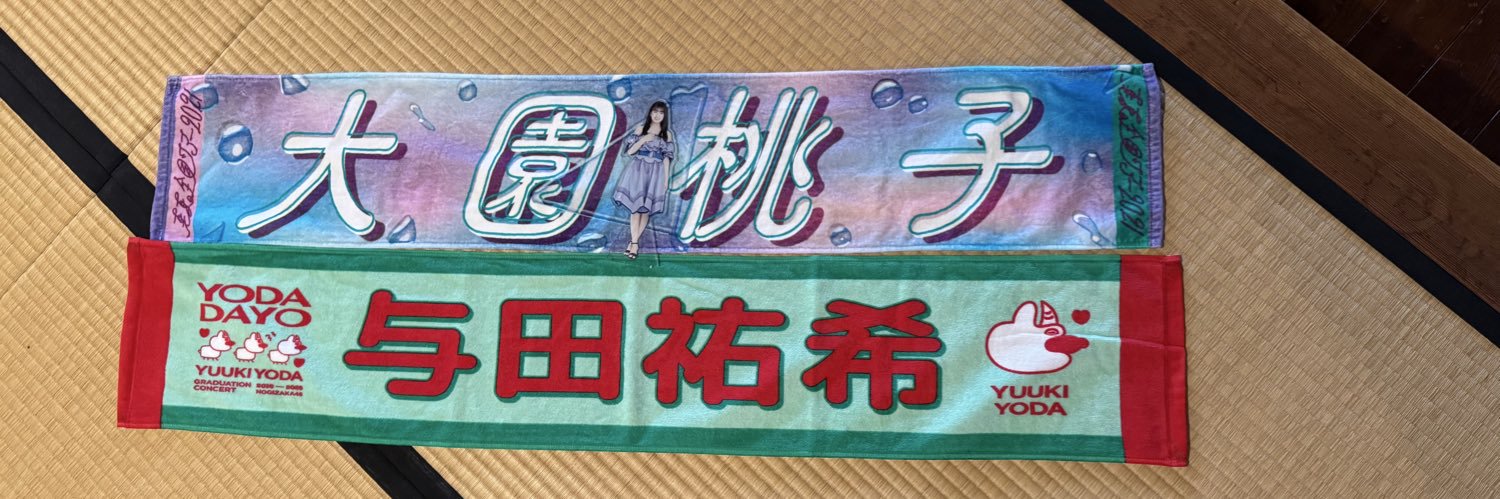 大園桃子
YODA
DAYO
YUUKI YODA
GRADUATION
CONCERT
NOGIZAKA46
与田祐希
YUUKI
YODA